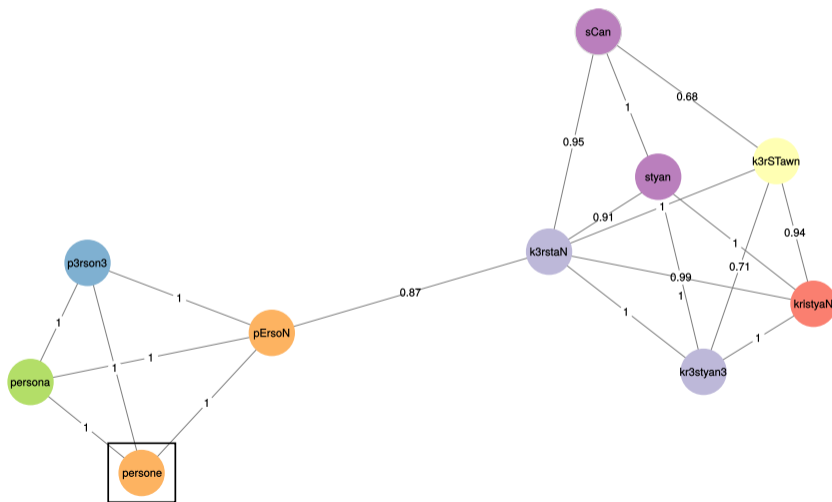 sCan
0.68
1
0.95
k3rSTawn
styan
1
0.91
0.94
1
k3rstaN
p3rson3
0.71
0.99
1
0.87
1
krIstyaN
1
1
pErsoN
1
1
1
1
kr3styan3
persona
1
1
persone